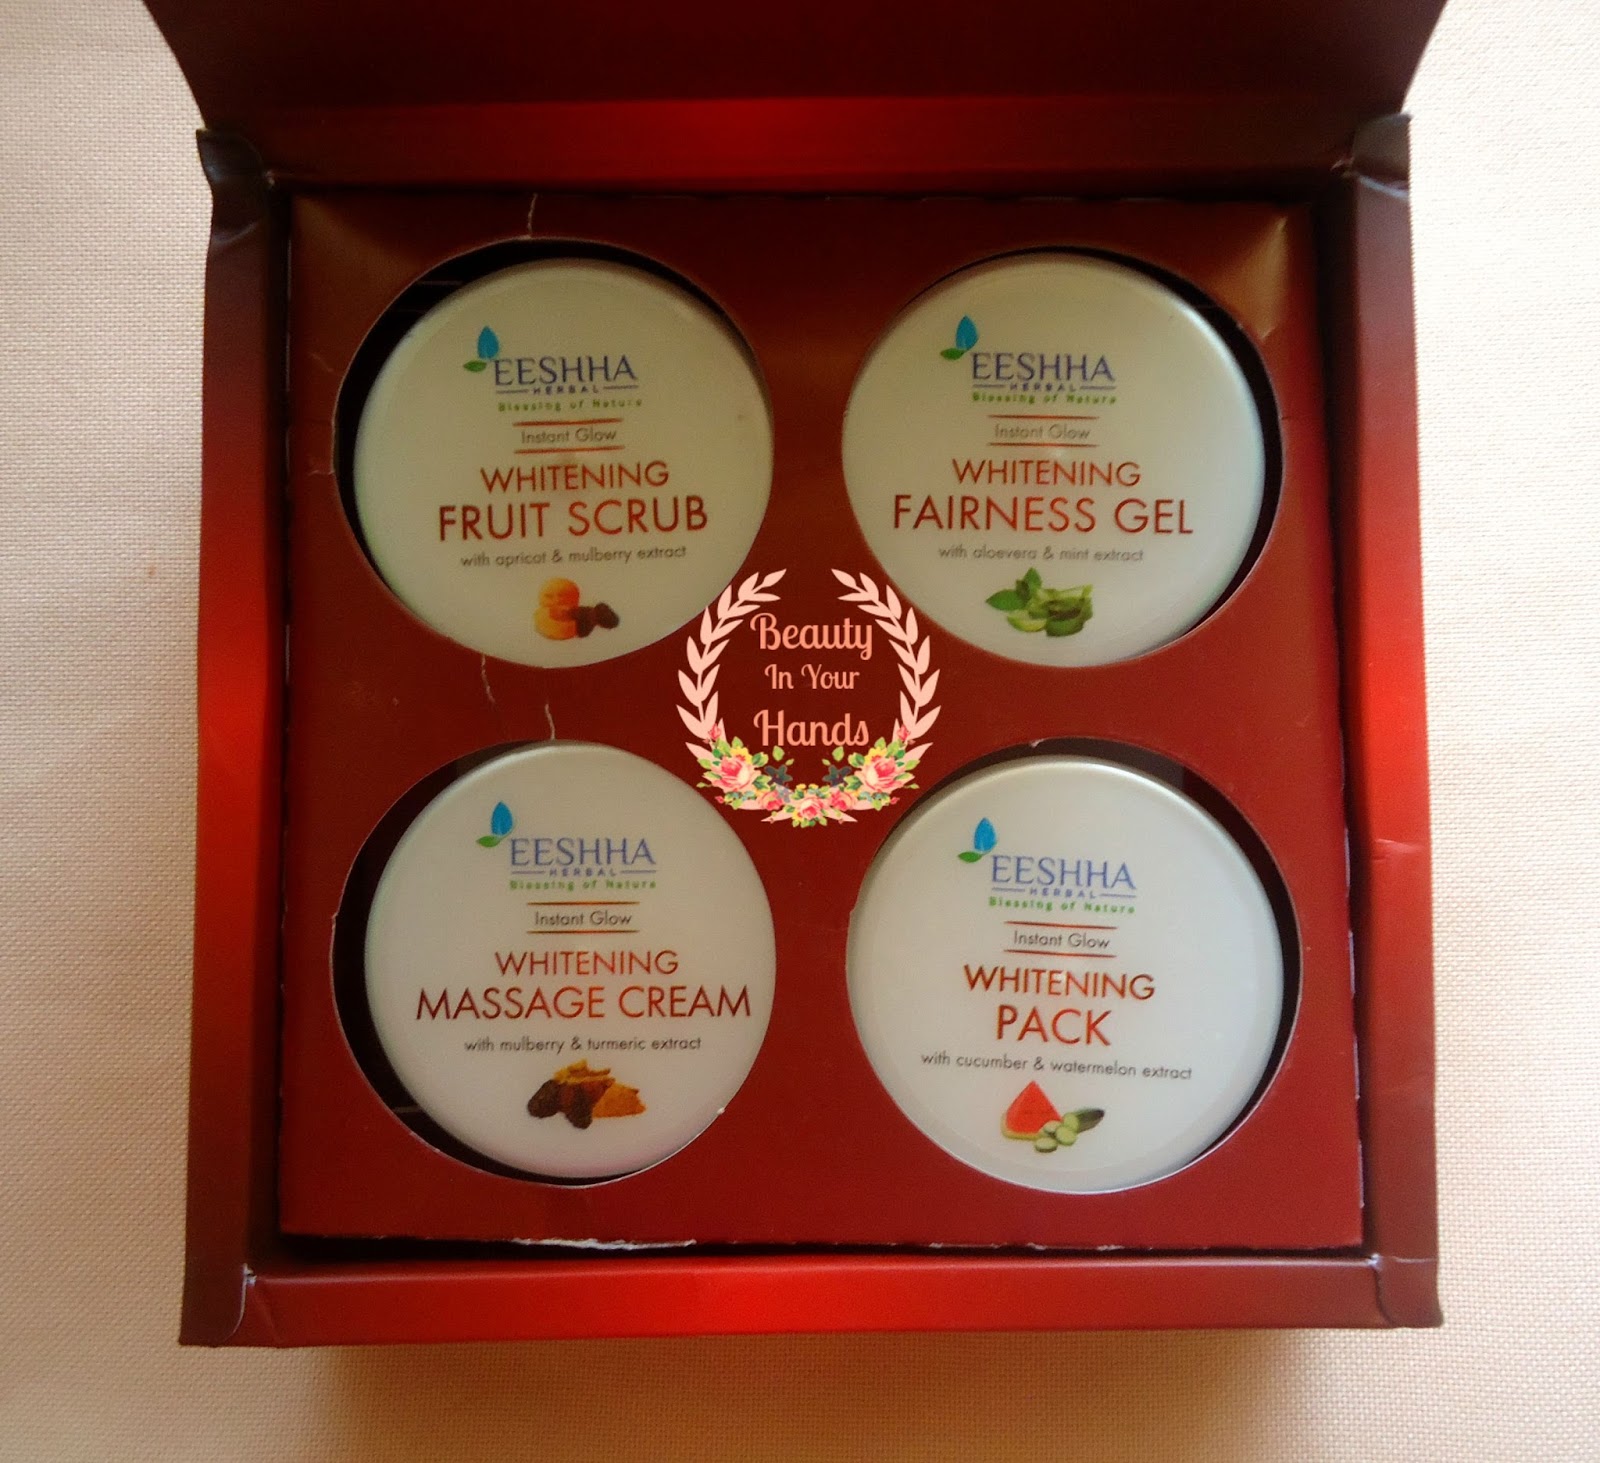 EESHHA
HERBAL
Blessing of Nature
Instant Glow
WHITENING
FRUIT SCRUB
with apricot & mulberry extract
EESHHA
HERBAL
Blessing of Nature
Instant Glow
WHITENING
FAIRNESS GEL
with aloevera & mint extract
Beauty
In Your
Hands
EESHHA
HERBAL
Blessing of Nature
Instant Glow
WHITENING
MASSAGE CREAM
with mulberry & turmeric extract
EESHHA
HERBAL
Blessing of Nature
Instant Glow
WHITENING
PACK
with cucumber & watermelon extract